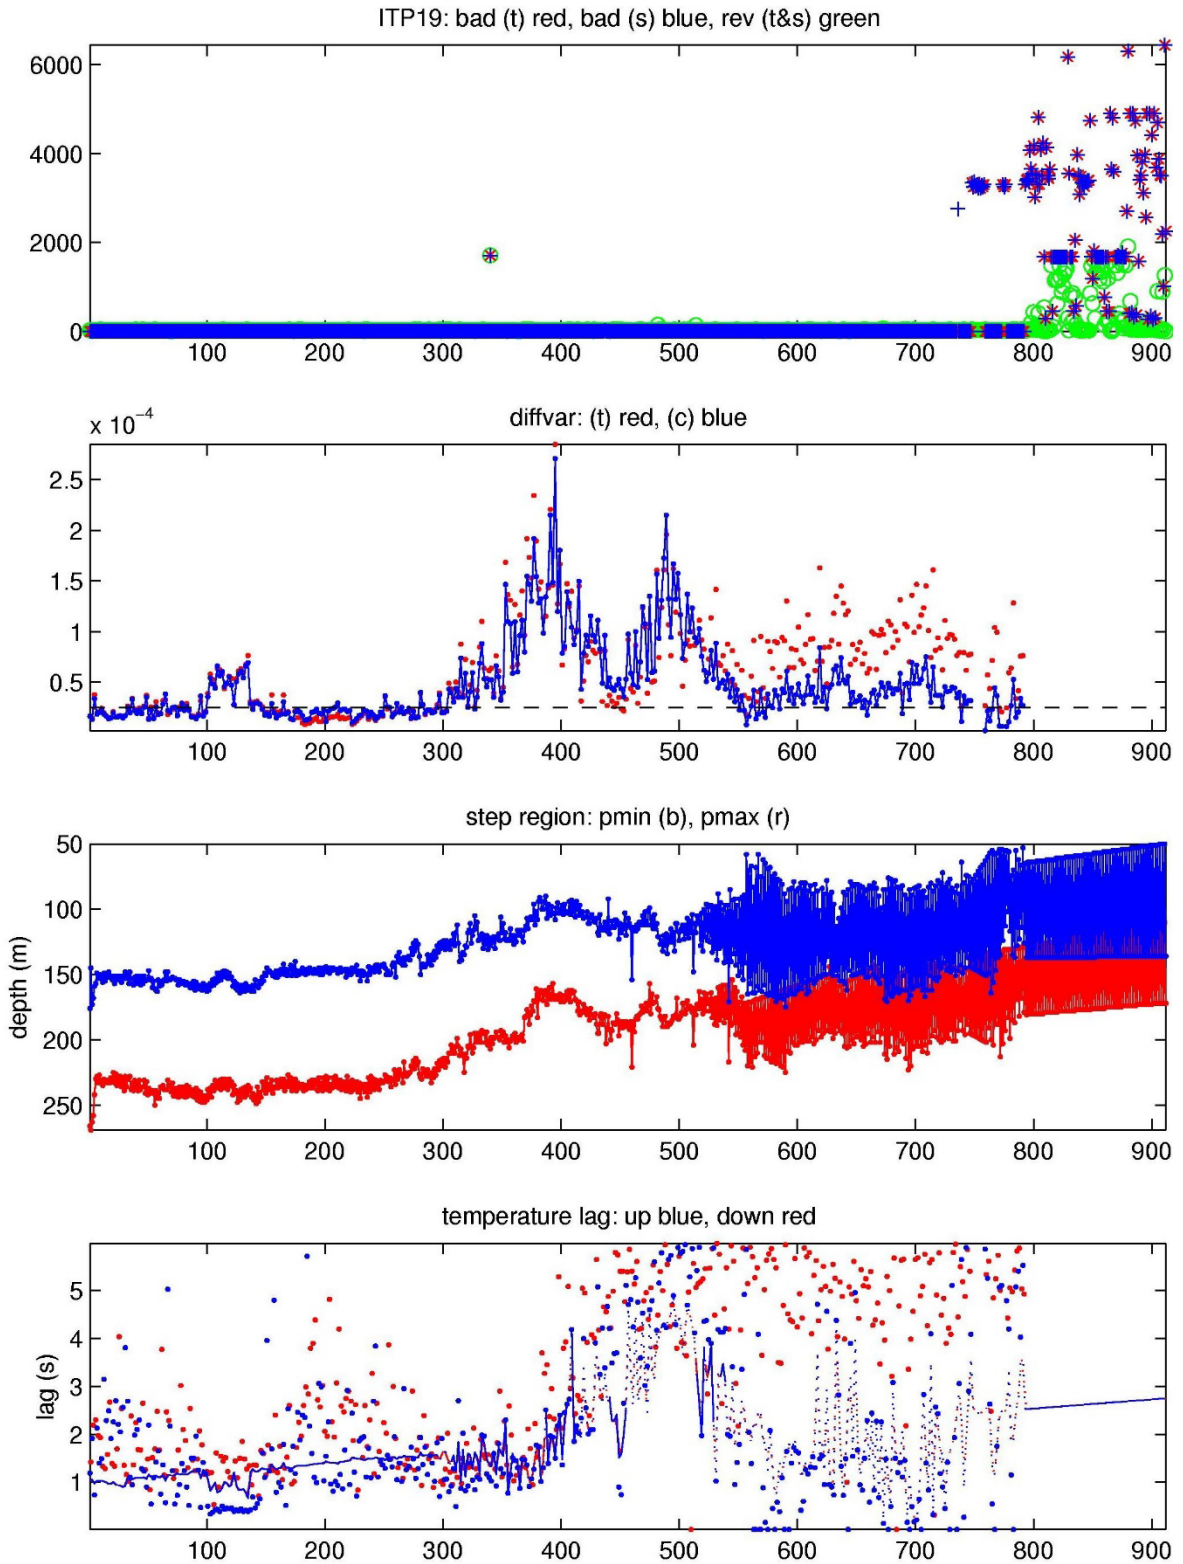 ITP19: bad (t) red, bad (s) blue, rev (t&s) green
6000
4000
2000
0
100 200 300 400 500 600 700 800 900
x 10⁻⁴
diffvar: (t) red, (c) blue
2.5
2
1.5
1
0.5
100 200 300 400 500 600 700 800 900
step region: pmin (b), pmax (r)
50
100
150
200
250
depth (m)
100 200 300 400 500 600 700 800 900
temperature lag: up blue, down red
5
4
3
2
1
lag (s)
100 200 300 400 500 600 700 800 900